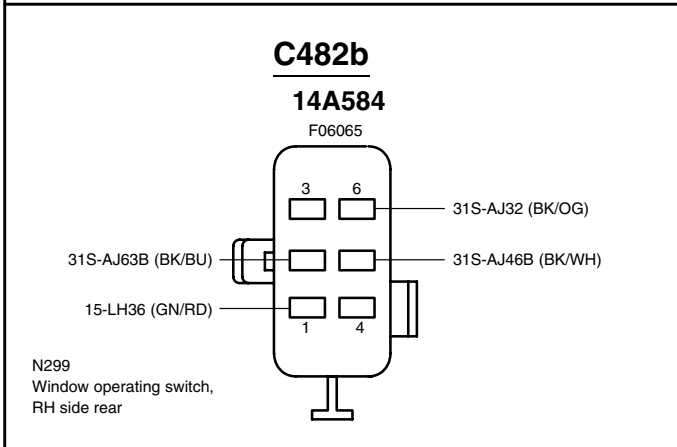 C482b
14A584
F06065
3 6
31S-AJ32 (BK/OG)
31S-AJ63B (BK/BU)
31S-AJ46B (BK/WH)
15-LH36 (GN/RD)
1 4
N299
Window operating switch,
RH side rear